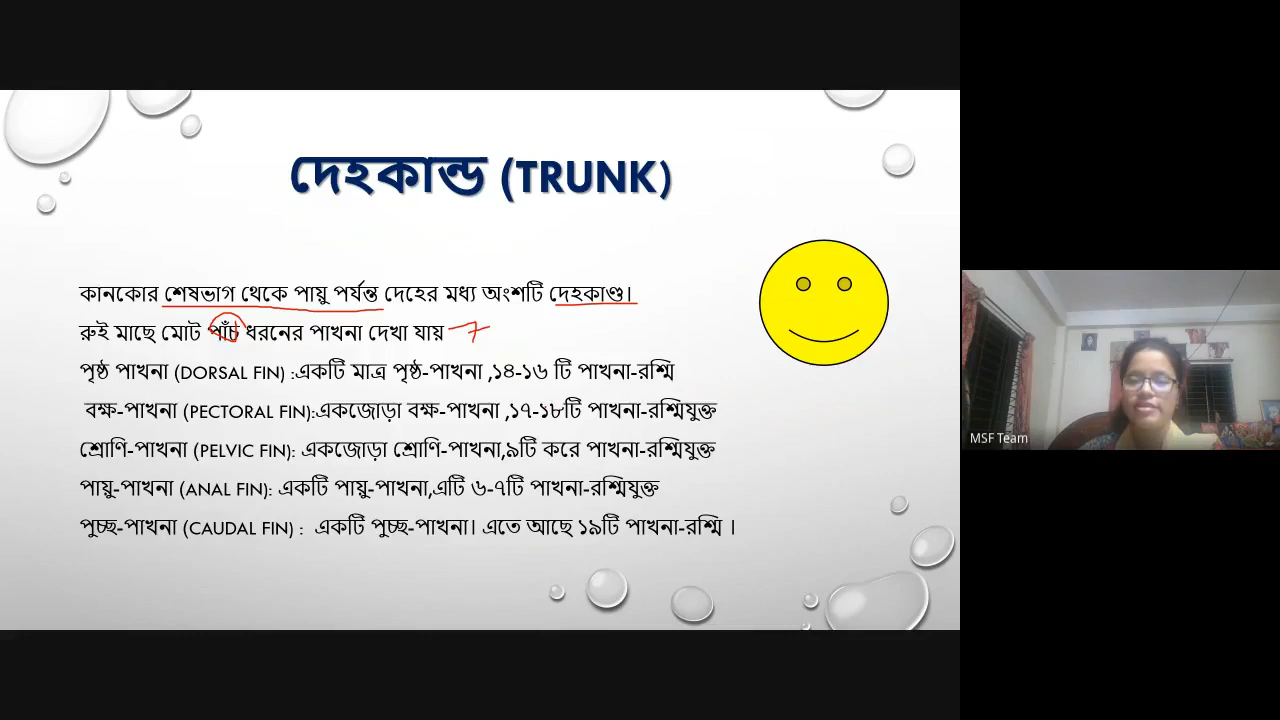 দেহকান্ড (TRUNK)
কানকোর শেষভাগ থেকে পায়ু পর্যন্ত দেহের মধ্য অংশটি দেহকাণ্ড।
রুই মাছে মোট পাঁচ ধরনের পাখনা দেখা যায় 7
পৃষ্ঠ পাখনা (DORSAL FIN) :একটি মাত্র পৃষ্ঠ-পাখনা ,১৪-১৬ টি পাখনা-রশ্মি
বক্ষ-পাখনা (PECTORAL FIN):একজোড়া বক্ষ-পাখনা ,১৭-১৮টি পাখনা-রশ্মিযুক্ত
শ্রোণি-পাখনা (PELVIC FIN): একজোড়া শ্রোণি-পাখনা,৯টি করে পাখনা-রশ্মিযুক্ত
পায়ু-পাখনা (ANAL FIN): একটি পায়ু-পাখনা,এটি ৬-৭টি পাখনা-রশ্মিযুক্ত
পুচ্ছ-পাখনা (CAUDAL FIN) : একটি পুচ্ছ-পাখনা। এতে আছে ১৯টি পাখনা-রশ্মি ।
MSF Team